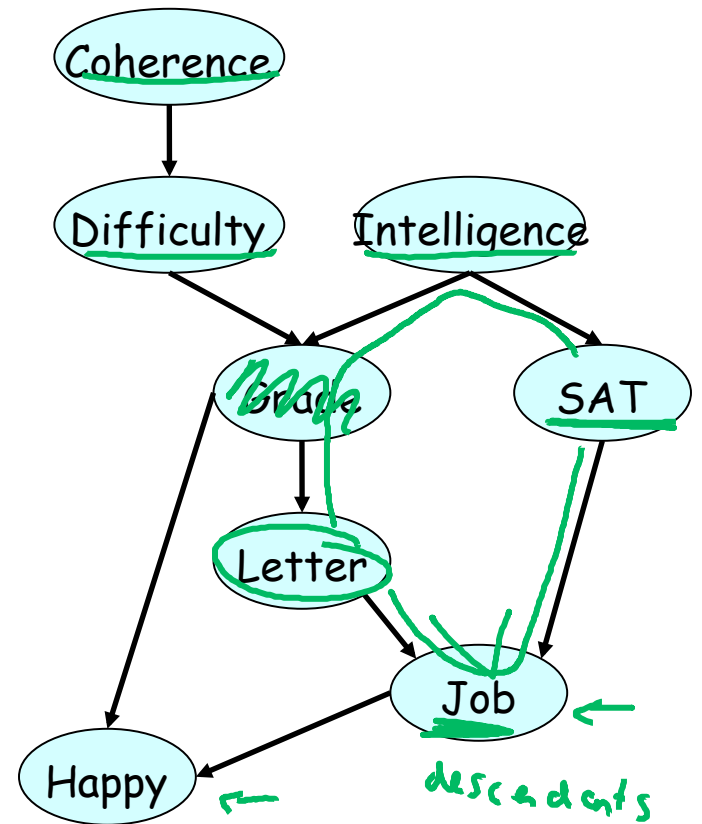 Coherence
Difficulty
Intelligence
Grade
SAT
Letter
Job
Happy
descendants